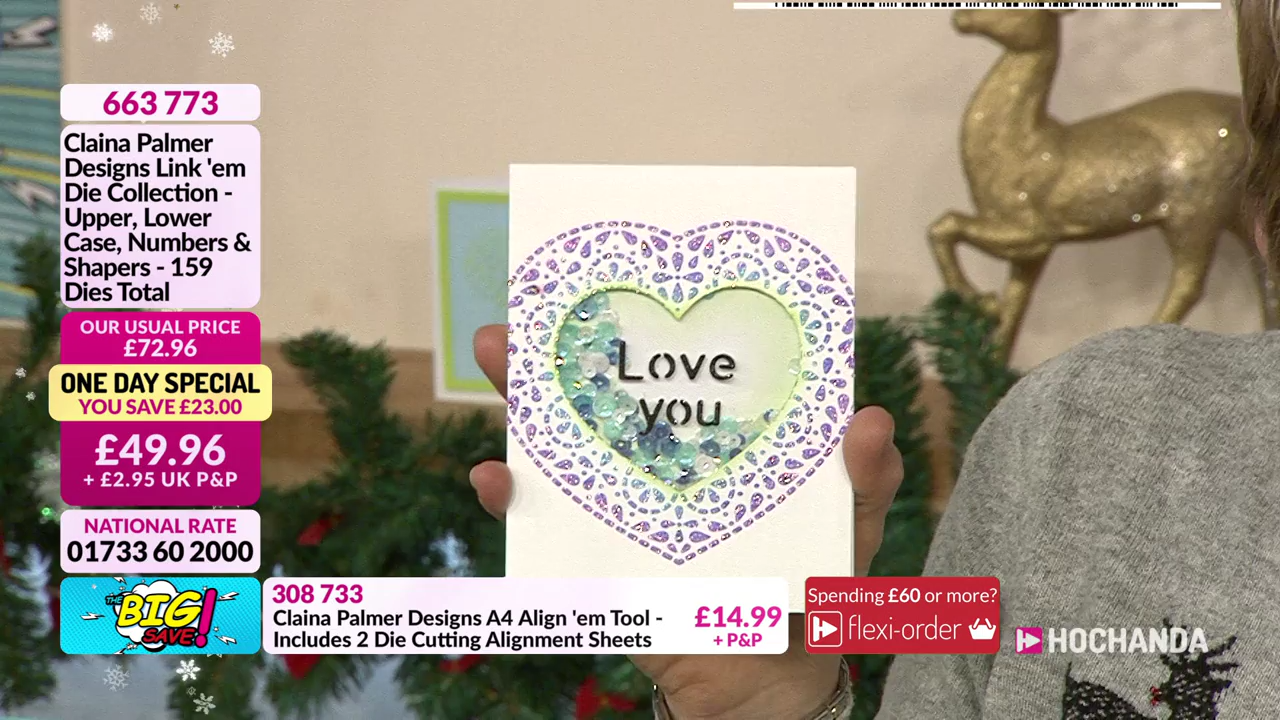 663 773
Claina Palmer
Designs Link 'em
Die Collection -
Upper, Lower
Case, Numbers &
Shapers - 159
Dies Total
OUR USUAL PRICE
£72.96
ONE DAY SPECIAL
YOU SAVE £23.00
£49.96
+ £2.95 UK P&P
NATIONAL RATE
01733 60 2000
THE
BIG
SAVE!
308 733
Claina Palmer Designs A4 Align 'em Tool -
Includes 2 Die Cutting Alignment Sheets
£14.99
+ P&P
Spending £60 or more?
flexi-order
HOCHANDA
Love
you